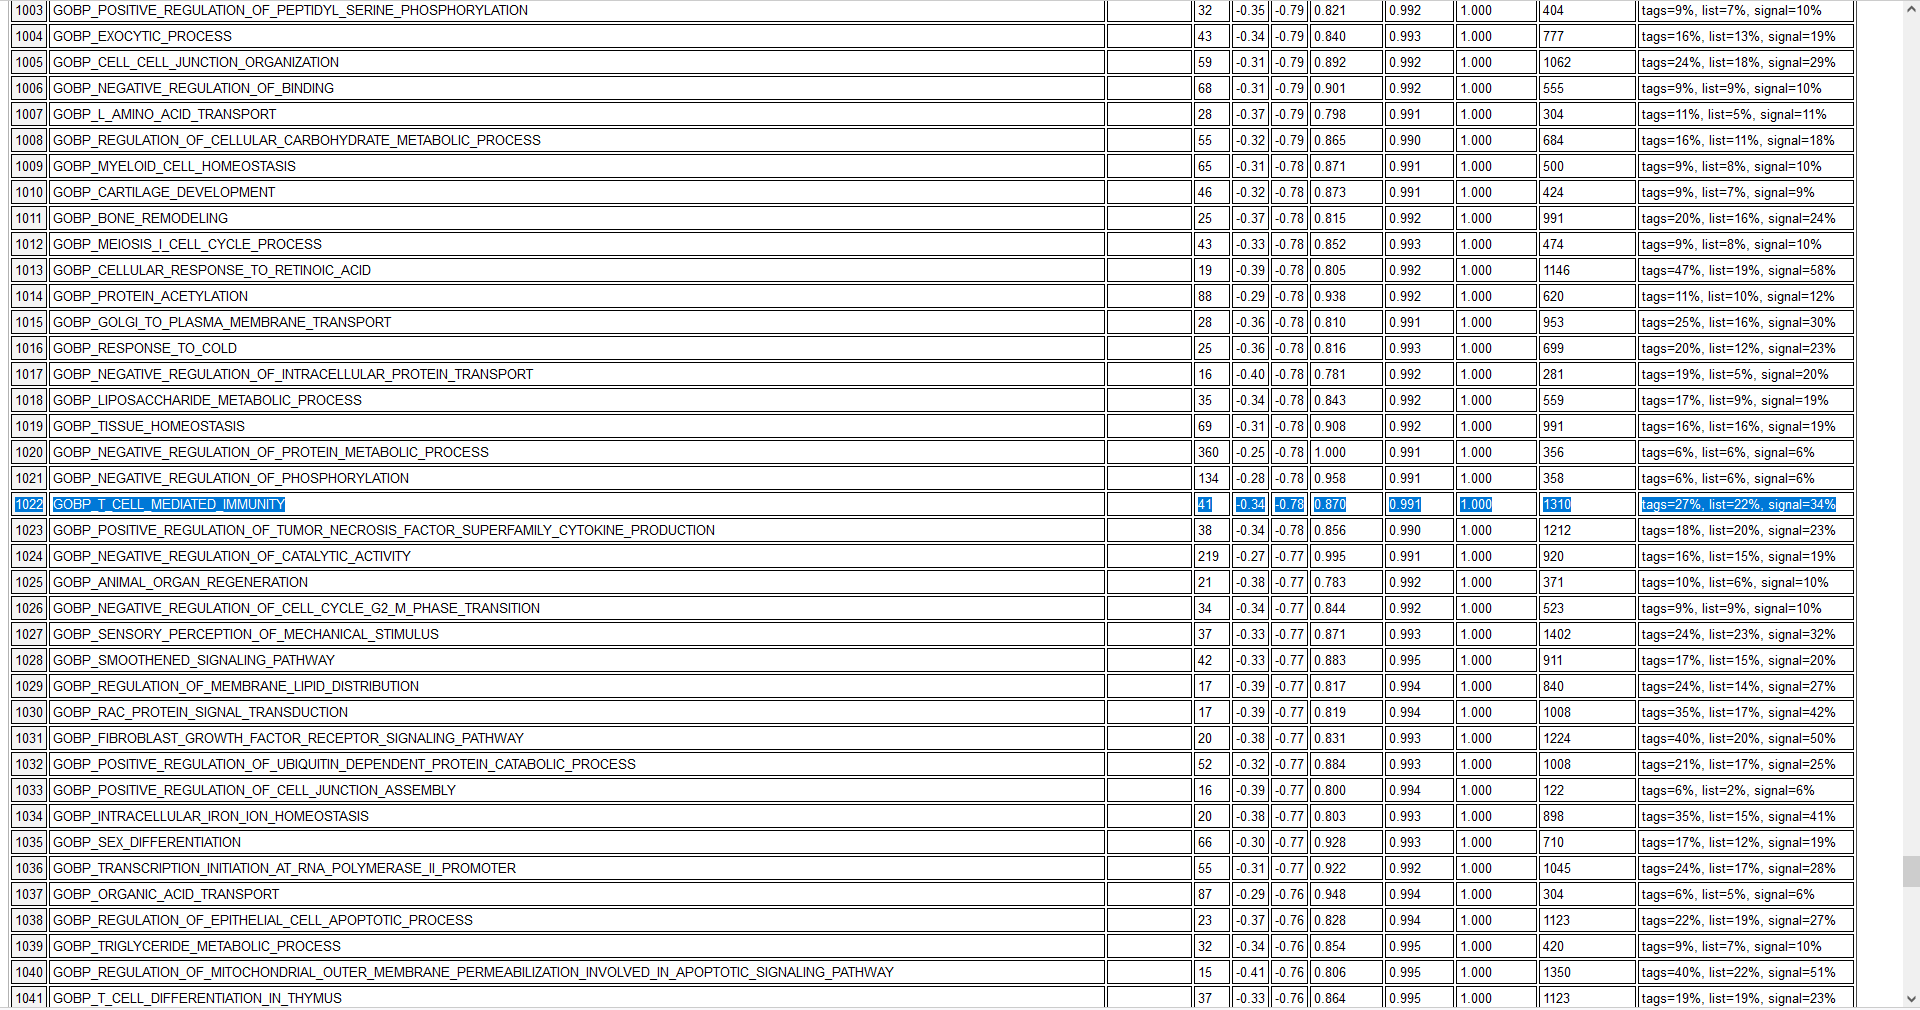 1003 GOBP_POSITIVE_REGULATION_OF_PEPTIDYL_SERINE_PHOSPHORYLATION 32 -0.35 -0.79 0.821 0.992 1.000 404 tags=9%, list=7%, signal=10%
1004 GOBP_EXOCYTIC_PROCESS 43 -0.34 -0.79 0.840 0.993 1.000 777 tags=16%, list=13%, signal=19%
1005 GOBP_CELL_CELL_JUNCTION_ORGANIZATION 59 -0.31 -0.79 0.892 0.992 1.000 1062 tags=24%, list=18%, signal=29%
1006 GOBP_NEGATIVE_REGULATION_OF_BINDING 68 -0.31 -0.79 0.901 0.992 1.000 555 tags=9%, list=9%, signal=10%
1007 GOBP_L_AMINO_ACID_TRANSPORT 28 -0.37 -0.79 0.798 0.991 1.000 304 tags=11%, list=5%, signal=11%
1008 GOBP_REGULATION_OF_CELLULAR_CARBOHYDRATE_METABOLIC_PROCESS 55 -0.32 -0.79 0.865 0.990 1.000 684 tags=16%, list=11%, signal=18%
1009 GOBP_MYELOID_CELL_HOMEOSTASIS 65 -0.31 -0.78 0.871 0.991 1.000 500 tags=9%, list=8%, signal=10%
1010 GOBP_CARTILAGE_DEVELOPMENT 46 -0.32 -0.78 0.873 0.991 1.000 424 tags=9%, list=7%, signal=9%
1011 GOBP_BONE_REMODELING 25 -0.37 -0.78 0.815 0.992 1.000 991 tags=20%, list=16%, signal=24%
1012 GOBP_MEIOSIS_I_CELL_CYCLE_PROCESS 43 -0.33 -0.78 0.852 0.993 1.000 474 tags=9%, list=8%, signal=10%
1013 GOBP_CELLULAR_RESPONSE_TO_RETINOIC_ACID 19 -0.39 -0.78 0.805 0.992 1.000 1146 tags=47%, list=19%, signal=58%
1014 GOBP_PROTEIN_ACETYLATION 88 -0.29 -0.78 0.938 0.992 1.000 620 tags=11%, list=10%, signal=12%
1015 GOBP_GOLGI_TO_PLASMA_MEMBRANE_TRANSPORT 28 -0.36 -0.78 0.810 0.991 1.000 953 tags=25%, list=16%, signal=30%
1016 GOBP_RESPONSE_TO_COLD 25 -0.36 -0.78 0.816 0.993 1.000 699 tags=20%, list=12%, signal=23%
1017 GOBP_NEGATIVE_REGULATION_OF_INTRACELLULAR_PROTEIN_TRANSPORT 16 -0.40 -0.78 0.781 0.992 1.000 281 tags=19%, list=5%, signal=20%
1018 GOBP_LIPOSACCHARIDE_METABOLIC_PROCESS 35 -0.34 -0.78 0.843 0.992 1.000 559 tags=17%, list=9%, signal=19%
1019 GOBP_TISSUE_HOMEOSTASIS 69 -0.31 -0.78 0.908 0.992 1.000 991 tags=16%, list=16%, signal=19%
1020 GOBP_NEGATIVE_REGULATION_OF_PROTEIN_METABOLIC_PROCESS 360 -0.25 -0.78 1.000 0.991 1.000 356 tags=6%, list=6%, signal=6%
1021 GOBP_NEGATIVE_REGULATION_OF_PHOSPHORYLATION 134 -0.28 -0.78 0.958 0.991 1.000 358 tags=6%, list=6%, signal=6%
1022 GOBP_T_CELL_MEDIATED_IMMUNITY 41 -0.34 -0.78 0.870 0.991 1.000 1310 tags=27%, list=22%, signal=34%
1023 GOBP_POSITIVE_REGULATION_OF_TUMOR_NECROSIS_FACTOR_SUPERFAMILY_CYTOKINE_PRODUCTION 38 -0.34 -0.78 0.856 0.990 1.000 1212 tags=18%, list=20%, signal=23%
1024 GOBP_NEGATIVE_REGULATION_OF_CATALYTIC_ACTIVITY 219 -0.27 -0.77 0.995 0.991 1.000 920 tags=16%, list=15%, signal=19%
1025 GOBP_ANIMAL_ORGAN_REGENERATION 21 -0.38 -0.77 0.783 0.992 1.000 371 tags=10%, list=6%, signal=10%
1026 GOBP_NEGATIVE_REGULATION_OF_CELL_CYCLE_G2_M_PHASE_TRANSITION 34 -0.34 -0.77 0.844 0.992 1.000 523 tags=9%, list=9%, signal=10%
1027 GOBP_SENSORY_PERCEPTION_OF_MECHANICAL_STIMULUS 37 -0.33 -0.77 0.871 0.993 1.000 1402 tags=24%, list=23%, signal=32%
1028 GOBP_SMOOTHENED_SIGNALING_PATHWAY 42 -0.33 -0.77 0.883 0.995 1.000 911 tags=17%, list=15%, signal=20%
1029 GOBP_REGULATION_OF_MEMBRANE_LIPID_DISTRIBUTION 17 -0.39 -0.77 0.817 0.994 1.000 840 tags=24%, list=14%, signal=27%
1030 GOBP_RAC_PROTEIN_SIGNAL_TRANSDUCTION 17 -0.39 -0.77 0.819 0.994 1.000 1008 tags=35%, list=17%, signal=42%
1031 GOBP_FIBROBLAST_GROWTH_FACTOR_RECEPTOR_SIGNALING_PATHWAY 20 -0.38 -0.77 0.831 0.993 1.000 1224 tags=40%, list=20%, signal=50%
1032 GOBP_POSITIVE_REGULATION_OF_UBIQUITIN_DEPENDENT_PROTEIN_CATABOLIC_PROCESS 52 -0.32 -0.77 0.884 0.993 1.000 1008 tags=21%, list=17%, signal=25%
1033 GOBP_POSITIVE_REGULATION_OF_CELL_JUNCTION_ASSEMBLY 16 -0.39 -0.77 0.800 0.994 1.000 122 tags=6%, list=2%, signal=6%
1034 GOBP_INTRACELLULAR_IRON_ION_HOMEOSTASIS 20 -0.38 -0.77 0.803 0.993 1.000 898 tags=35%, list=15%, signal=41%
1035 GOBP_SEX_DIFFERENTIATION 66 -0.30 -0.77 0.928 0.993 1.000 710 tags=17%, list=12%, signal=19%
1036 GOBP_TRANSCRIPTION_INITIATION_AT_RNA_POLYMERASE_II_PROMOTER 55 -0.31 -0.77 0.922 0.992 1.000 1045 tags=24%, list=17%, signal=28%
1037 GOBP_ORGANIC_ACID_TRANSPORT 87 -0.29 -0.76 0.948 0.994 1.000 304 tags=6%, list=5%, signal=6%
1038 GOBP_REGULATION_OF_EPITHELIAL_CELL_APOPTOTIC_PROCESS 23 -0.37 -0.76 0.828 0.994 1.000 1123 tags=22%, list=19%, signal=27%
1039 GOBP_TRIGLYCERIDE_METABOLIC_PROCESS 32 -0.34 -0.76 0.854 0.995 1.000 420 tags=9%, list=7%, signal=10%
1040 GOBP_REGULATION_OF_MITOCHONDRIAL_OUTER_MEMBRANE_PERMEABILIZATION_INVOLVED_IN_APOPTOTIC_SIGNALING_PATHWAY 15 -0.41 -0.76 0.806 0.995 1.000 1350 tags=40%, list=22%, signal=51%
1041 GOBP_T_CELL_DIFFERENTIATION_IN_THYMUS 37 -0.33 -0.76 0.864 0.995 1.000 1123 tags=19%, list=19%, signal=23%